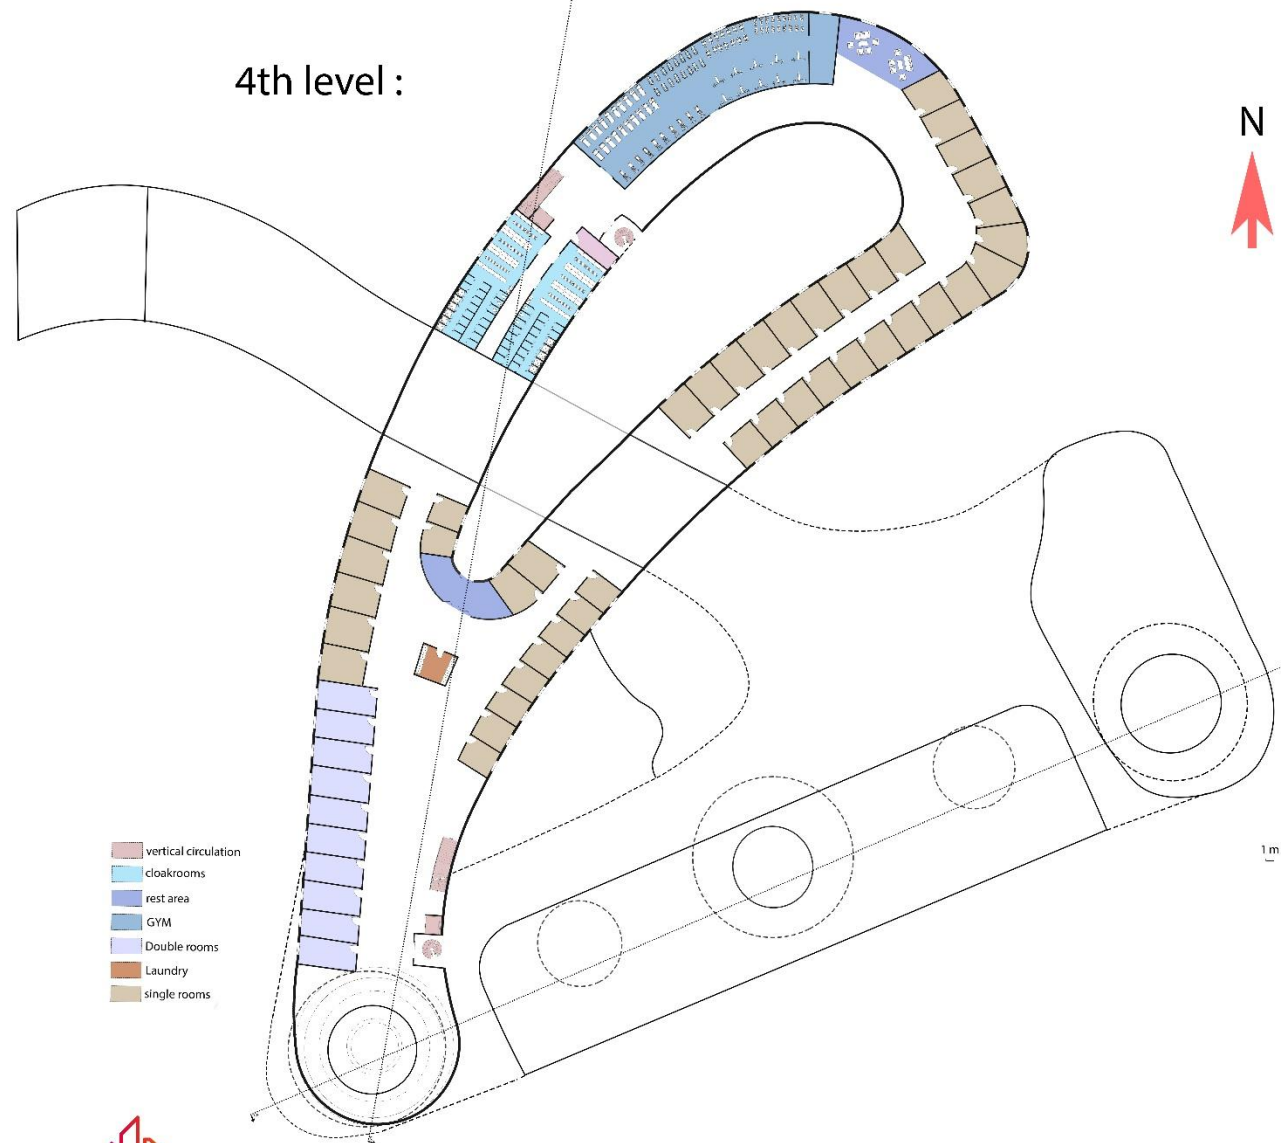 4th level :
N
1 m
vertical circulation
cloakrooms
rest area
GYM
Double rooms
Laundry
single rooms